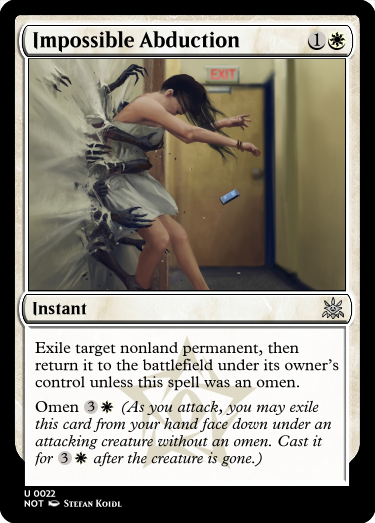 Impossible Abduction 1
EXIT
Instant
Exile target nonland permanent, then
return it to the battlefield under its owner's
control unless this spell was an omen.
Omen 3 (As you attack, you may exile
this card from your hand face down under an
attacking creature without an omen. Cast it
for 3 after the creature is gone.)
U 0022
NOT Stefan Koidl